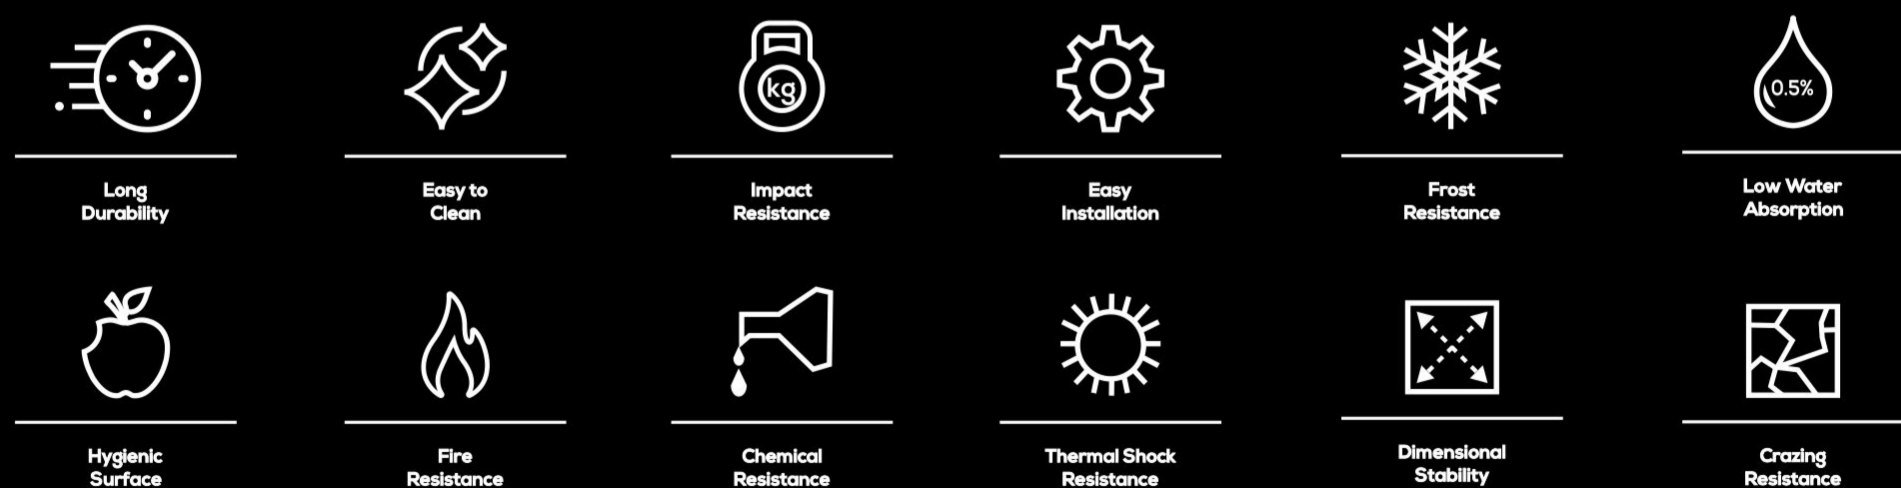 kg
0.5%
Long
Durability
Easy to
Clean
Impact
Resistance
Easy
Installation
Frost
Resistance
Low Water
Absorption
Hygienic
Surface
Fire
Resistance
Chemical
Resistance
Thermal Shock
Resistance
Dimensional
Stability
Crazing
Resistance